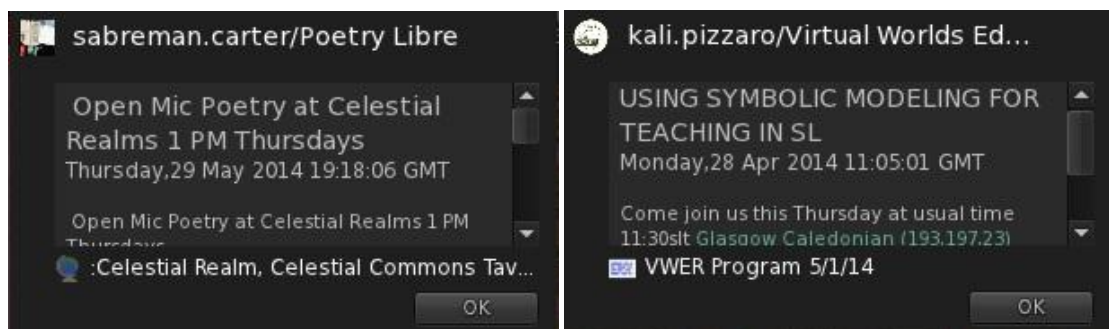 sabreman.carter/Poetry Libre
Open Mic Poetry at Celestial
Realms 1 PM Thursdays
Thursday,29 May 2014 19:18:06 GMT
Open Mic Poetry at Celestial Realms 1 PM
Thursdays
:Celestial Realm, Celestial Commons Tav...
OK
kali.pizzaro/Virtual Worlds Ed...
USING SYMBOLIC MODELING FOR
TEACHING IN SL
Monday,28 Apr 2014 11:05:01 GMT
Come join us this Thursday at usual time
11:30slt Glasgow Caledonian (193,197,23)
VWER Program 5/1/14
OK